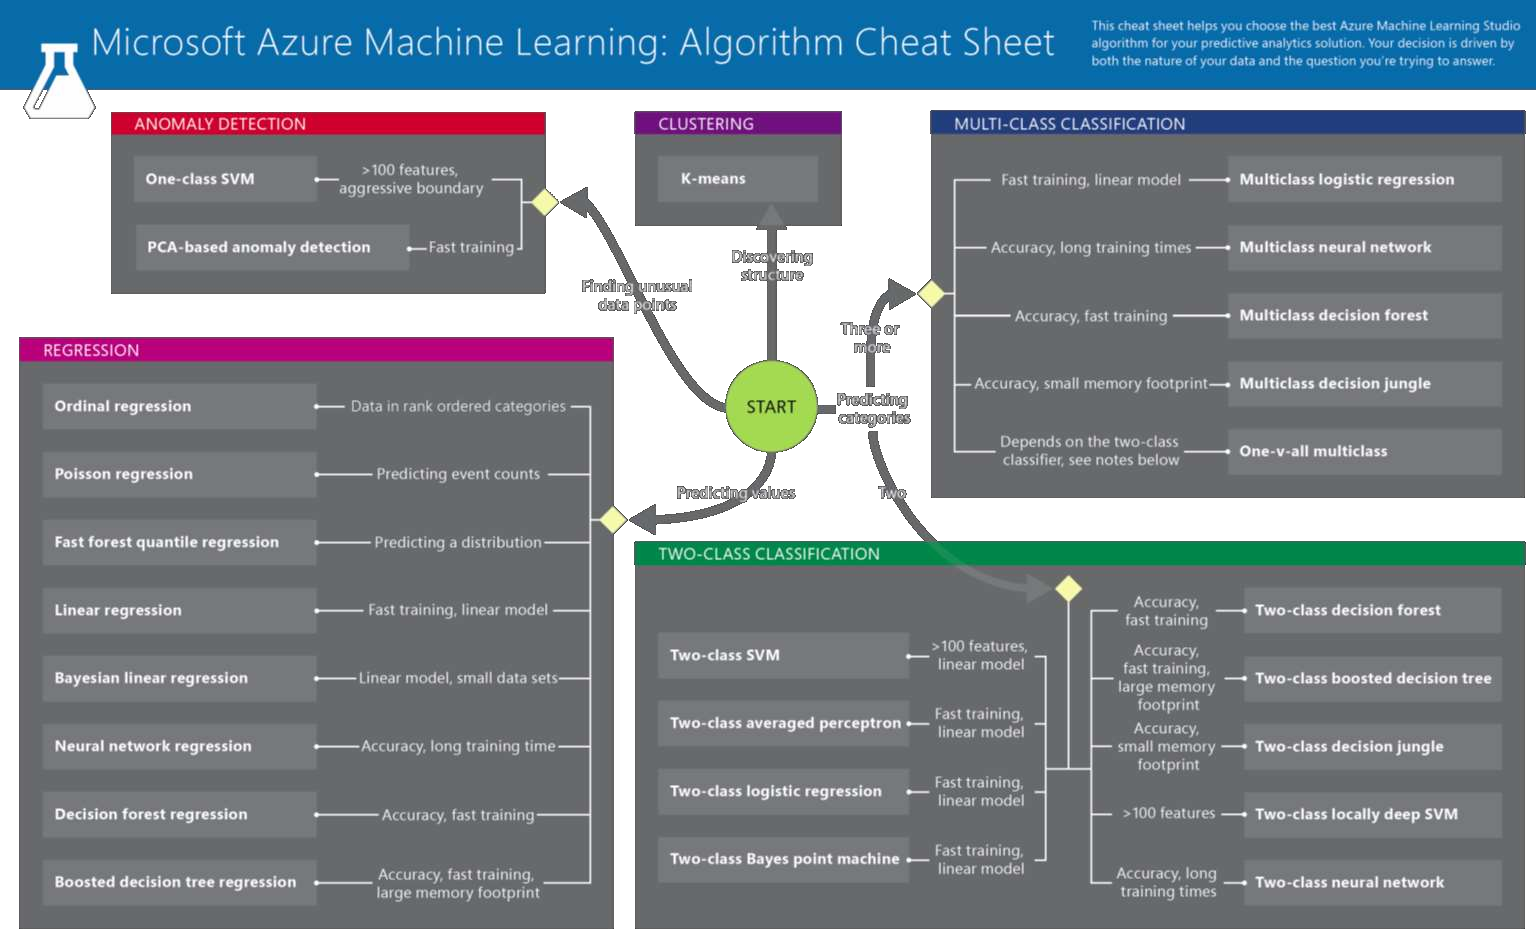 Microsoft Azure Machine Learning: Algorithm Cheat Sheet
This cheat sheet helps you choose the best Azure Machine Learning Studio
algorithm for your predictive analytics solution. Your decision is driven by
both the nature of your data and the question you're trying to answer.
ANOMALY DETECTION
One-class SVM
>100 features,
aggressive boundary
PCA-based anomaly detection
Fast training
CLUSTERING
K-means
MULTI-CLASS CLASSIFICATION
Fast training, linear model
Multiclass logistic regression
Accuracy, long training times
Multiclass neural network
Accuracy, fast training
Multiclass decision forest
Accuracy, small memory footprint
Multiclass decision jungle
Depends on the two-class
classifier, see notes below
One-v-all multiclass
Discovering
structure
Finding unusual
data points
Three or
more
START
Predicting
categories
Predicting values
Two
REGRESSION
Ordinal regression
Data in rank ordered categories
Poisson regression
Predicting event counts
Fast forest quantile regression
Predicting a distribution
Linear regression
Fast training, linear model
Bayesian linear regression
Linear model, small data sets
Neural network regression
Accuracy, long training time
Decision forest regression
Accuracy, fast training
Boosted decision tree regression
Accuracy, fast training,
large memory footprint
TWO-CLASS CLASSIFICATION
Two-class SVM
>100 features,
linear model
Two-class averaged perceptron
Fast training,
linear model
Two-class logistic regression
Fast training,
linear model
Two-class Bayes point machine
Fast training,
linear model
Accuracy,
fast training
Two-class decision forest
Accuracy,
fast training,
large memory
footprint
Two-class boosted decision tree
Accuracy,
small memory
footprint
Two-class decision jungle
>100 features
Two-class locally deep SVM
Accuracy, long
training times
Two-class neural network